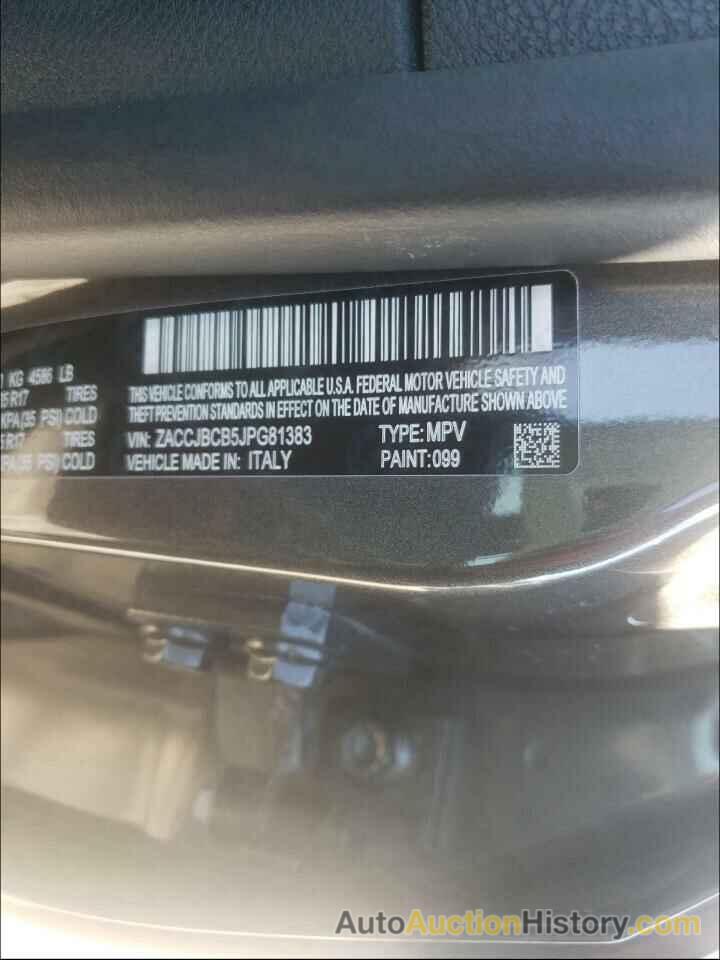 KG 4586 LB
R17 TIRES
KPA(35 PSI) COLD
R17 TIRES
(35 PSI) COLD
THIS VEHICLE CONFORMS TO ALL APPLICABLE U.S.A. FEDERAL MOTOR VEHICLE SAFETY AND
THEFT PREVENTION STANDARDS IN EFFECT ON THE DATE OF MANUFACTURE SHOWN ABOVE
VIN: ZACCJBCB5JPG81383 TYPE: MPV
VEHICLE MADE IN: ITALY PAINT:099
AutoAuctionHistory.com